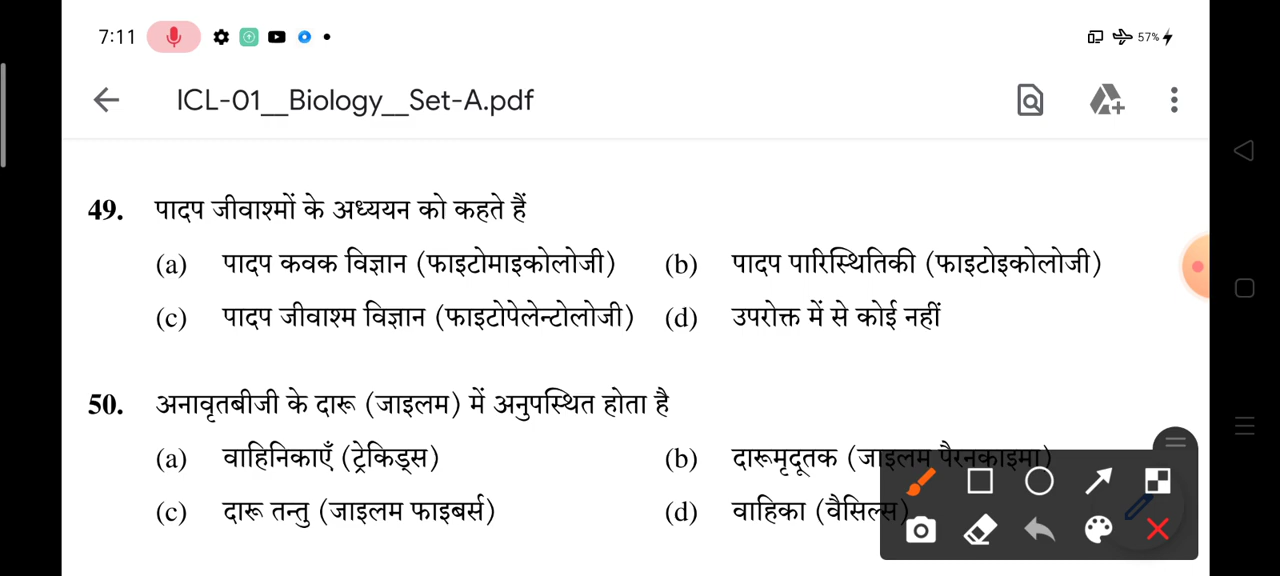 7:11
57%
ICL-01__Biology__Set-A.pdf
49. पादप जीवाश्मों के अध्ययन को कहते हैं
(a) पादप कवक विज्ञान (फाइटोमाइकोलोजी) (b) पादप पारिस्थितिकी (फाइटोइकोलोजी)
(c) पादप जीवाश्म विज्ञान (फाइटोपेलेन्टोलोजी) (d) उपरोक्त में से कोई नहीं
50. अनावृतबीजी के दारू (जाइलम) में अनुपस्थित होता है
(a) वाहिनिकाएँ (ट्रेकिड्स) (b) दारूमृदूतक (जाइलम पैरनकाइमा)
(c) दारू तन्तु (जाइलम फाइबर्स) (d) वाहिका (वैसिल्स)